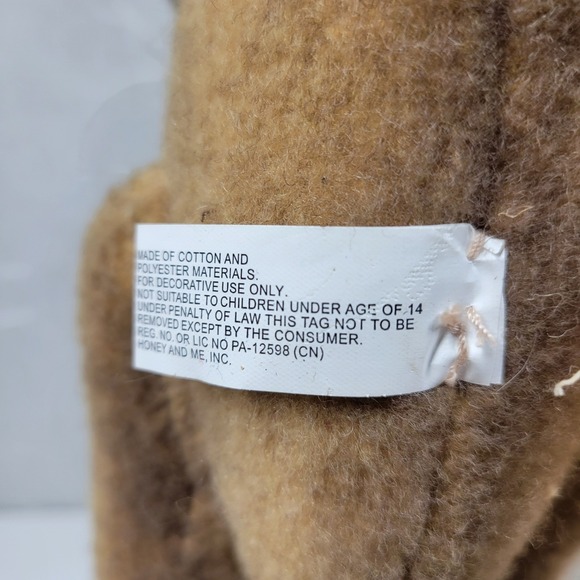 MADE OF COTTON AND
POLYESTER MATERIALS.
FOR DECORATIVE USE ONLY.
NOT SUITABLE TO CHILDREN UNDER AGE OF 14
UNDER PENALTY OF LAW THIS TAG NOT TO BE
REMOVED EXCEPT BY THE CONSUMER.
REG. NO. OR LIC NO PA-12598 (CN)
HONEY AND ME, INC.